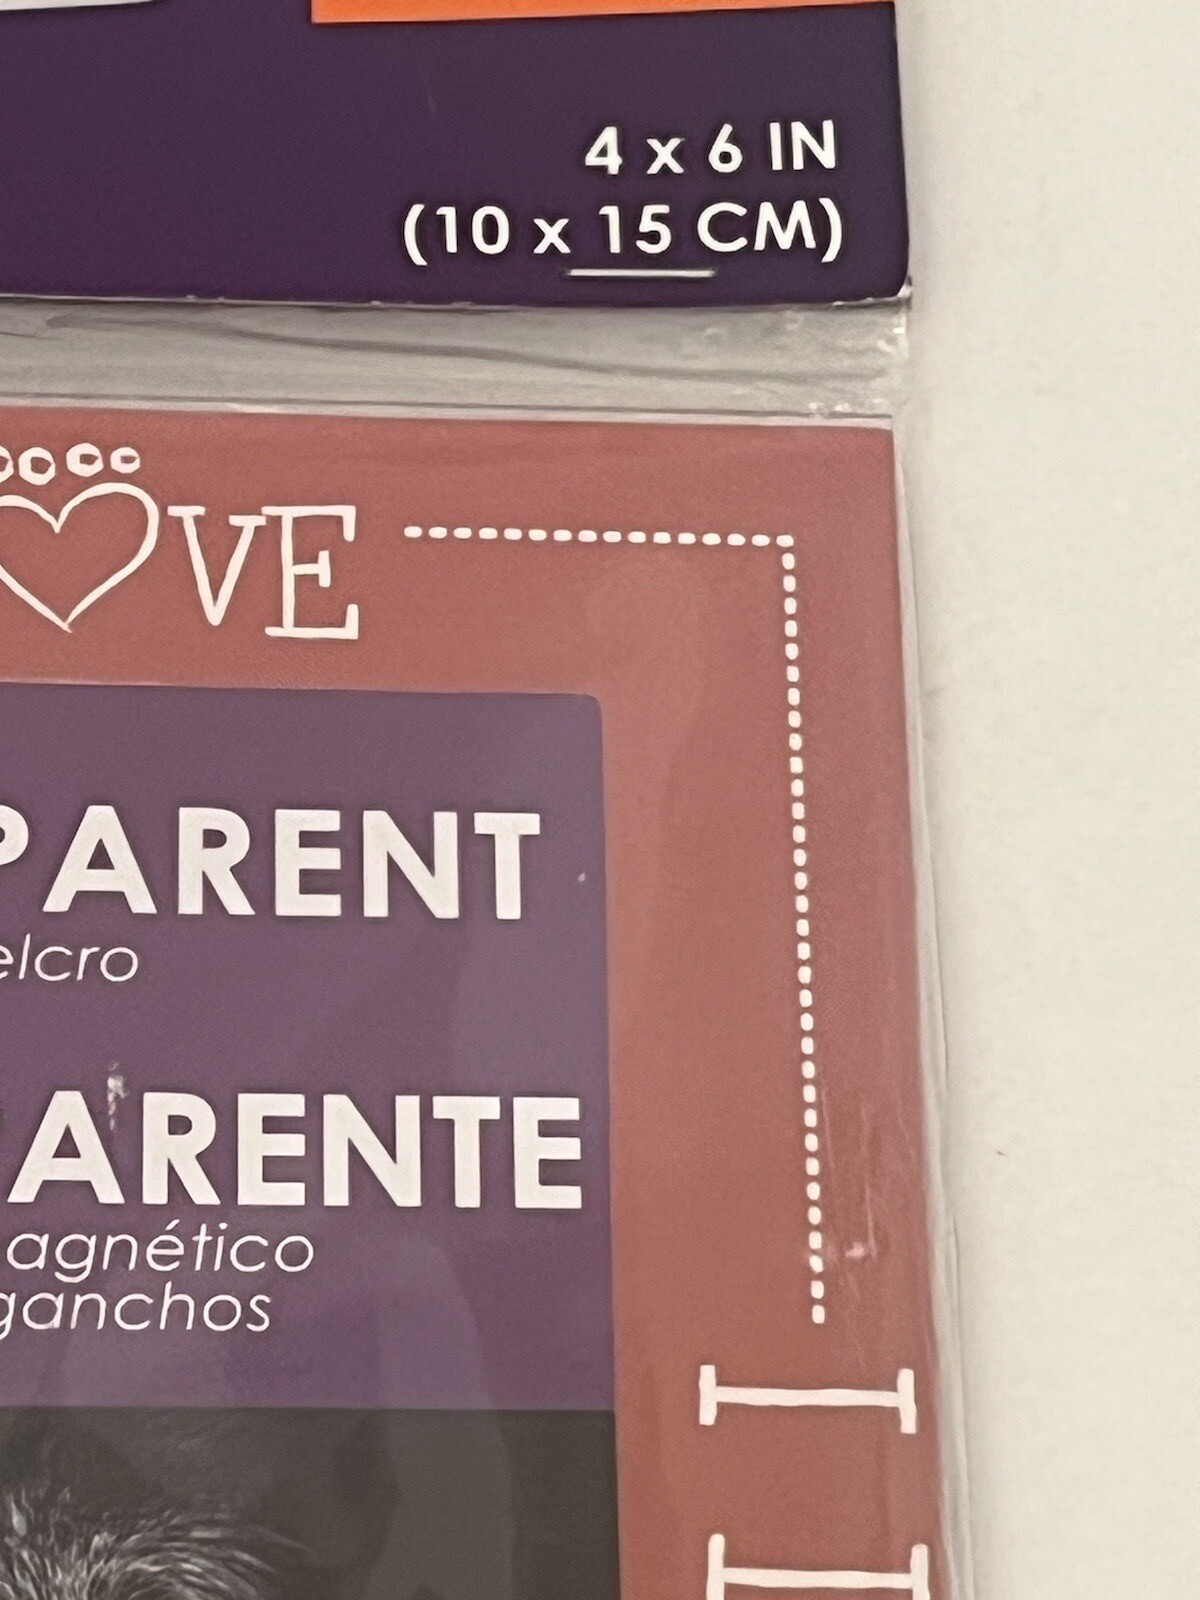 4 x 6 IN
(10 x 15 CM)
VE
PARENT
elcro
ARENTE
agnético
ganchos